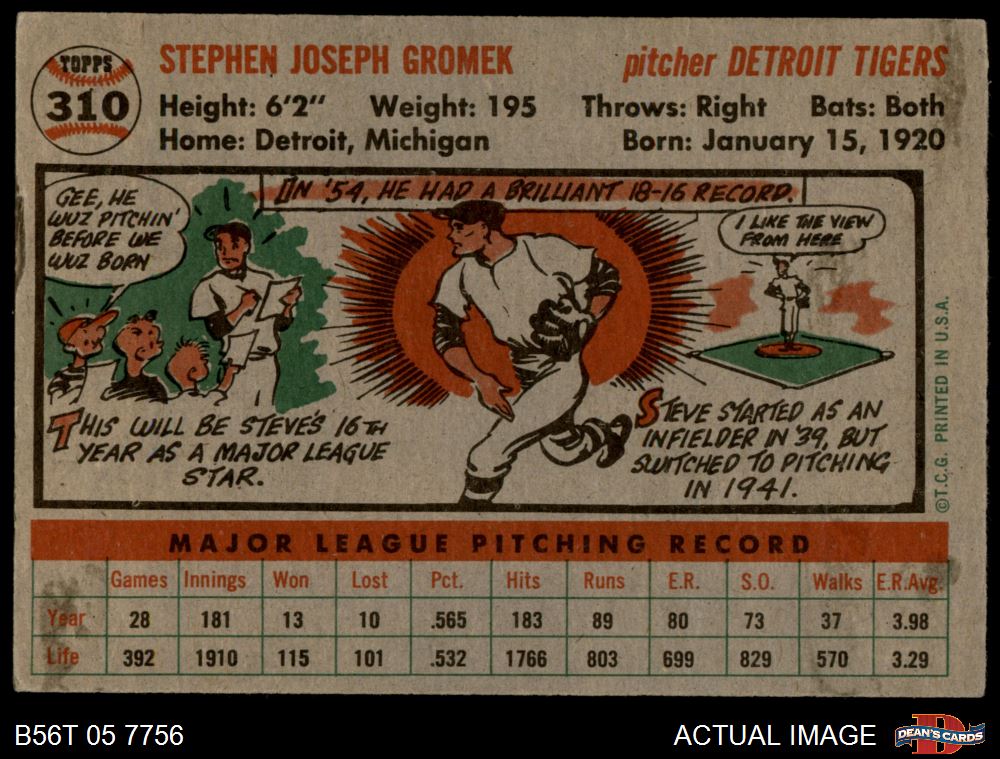 TOPPS
310
STEPHEN JOSEPH GROMEK
pitcher DETROIT TIGERS
Height: 6'2" Weight: 195 Throws: Right Bats: Both
Home: Detroit, Michigan Born: January 15, 1920
IN '54, HE HAD A BRILLIANT 18-16 RECORD.
GEE, HE
WUZ PITCHIN'
BEFORE WE
WUZ BORN
I LIKE THE VIEW
FROM HERE
THIS WILL BE STEVE'S 16TH
YEAR AS A MAJOR LEAGUE
STAR.
STEVE STARTED AS AN
INFIELDER IN '39, BUT
SWITCHED TO PITCHING
IN 1941.
©T.C.G. PRINTED IN U.S.A.
MAJOR LEAGUE PITCHING RECORD
Games Innings Won Lost Pct. Hits Runs E.R. S.O. Walks E.R.Avg.
Year 28 181 13 10 .565 183 89 80 73 37 3.98
Life 392 1910 115 101 .532 1766 803 699 829 570 3.29
B56T 05 7756
ACTUAL IMAGE
D
DEAN'S CARDS